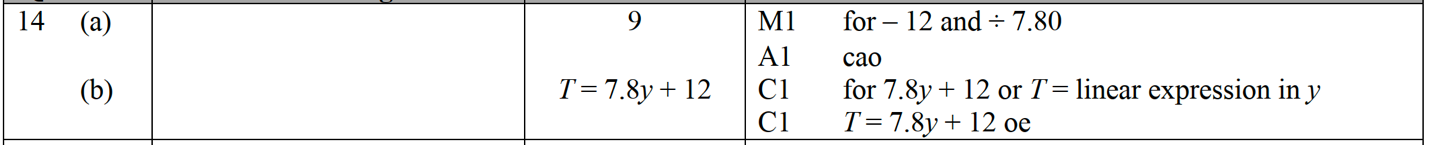 14 (a) 9 M1 for – 12 and ÷ 7.80
A1 cao
(b) T = 7.8y + 12 C1 for 7.8y + 12 or T = linear expression in y
C1 T = 7.8y + 12 oe